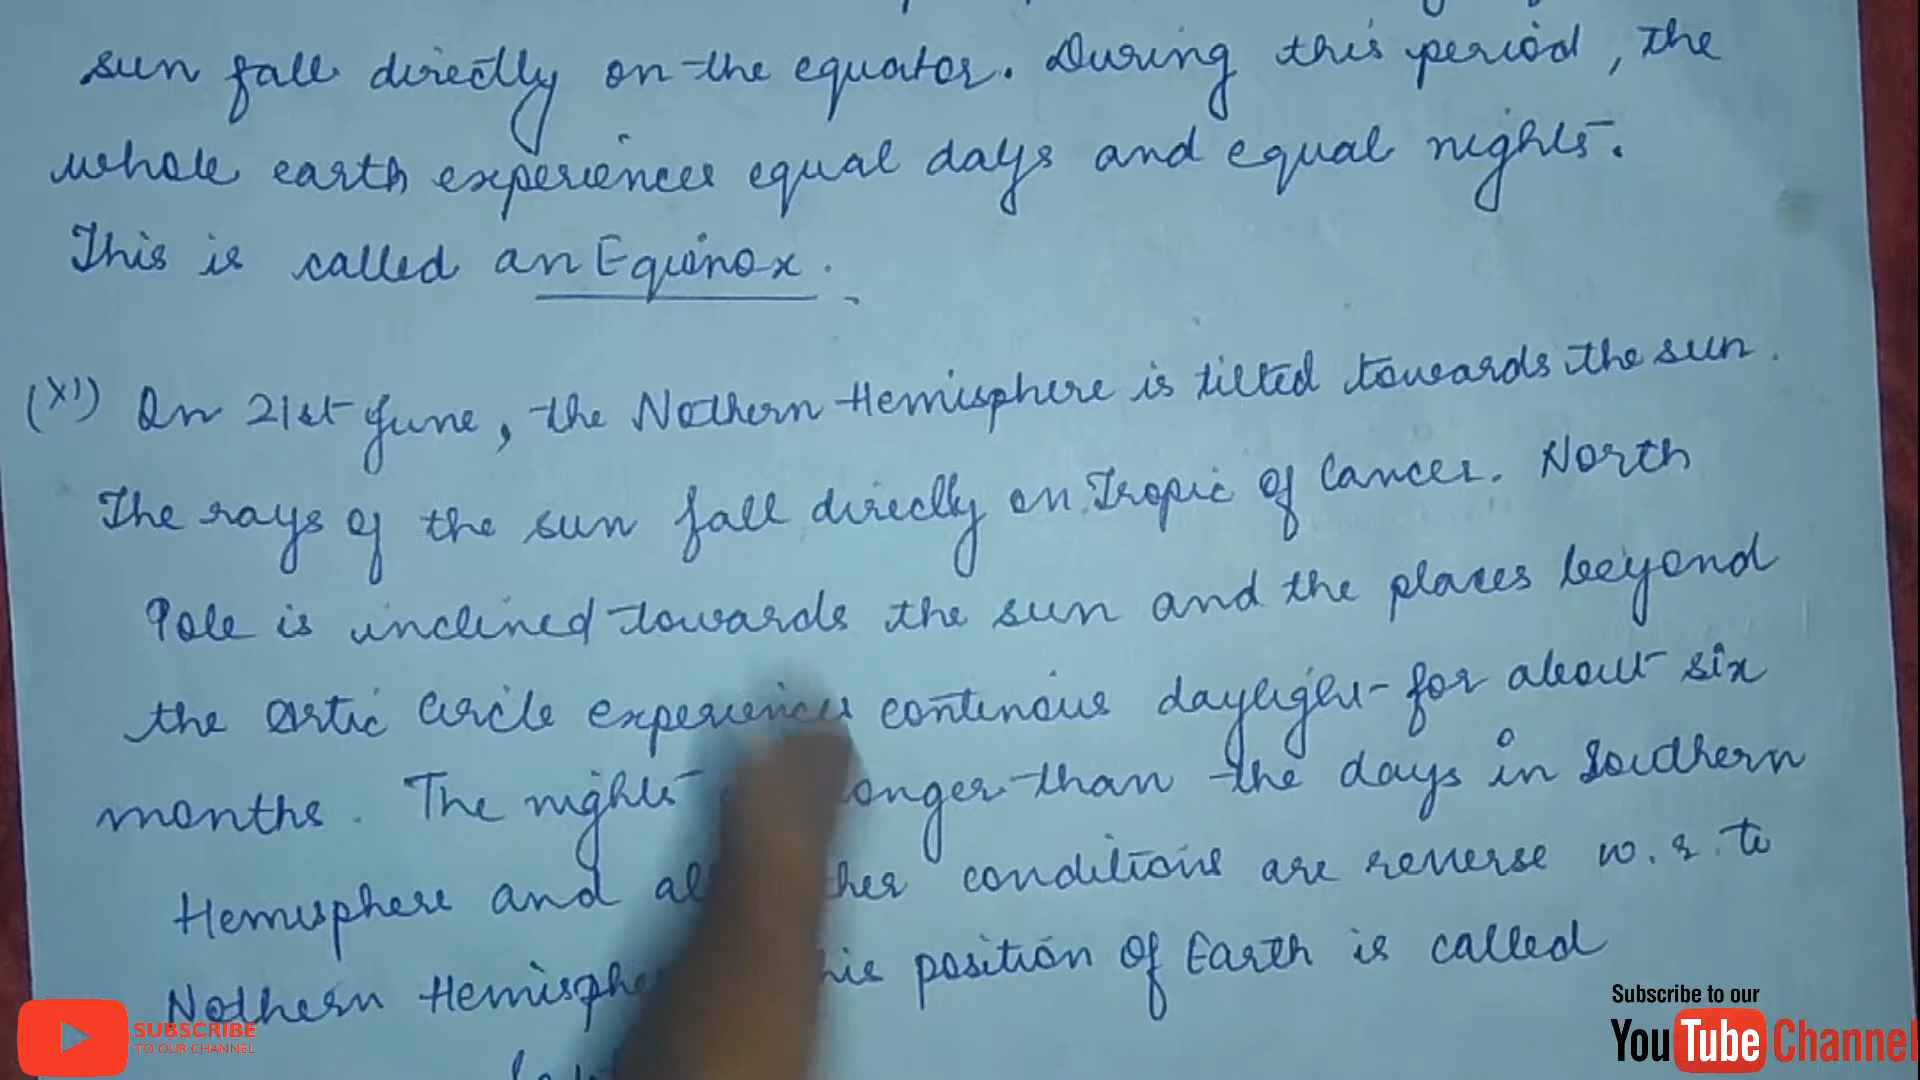 sun fall directly on the equator. During this period, the
whole earth experiences equal days and equal nights.
This is called an Equinox.
(XI) On 21st June, the Nothern Hemisphere is tilted towards the sun.
The rays of the sun fall directly on Tropic of Cancer. North
Pole is inclined towards the sun and the places beyond
the Artic Circle experiences continous daylight for about six
months. The nights longer than the days in Southern
Hemisphere and conditions are reverse w.r. to
Nothern position of Earth is called
SUBSCRIBE
TO OUR CHANNEL
Subscribe to our
YouTube Channel